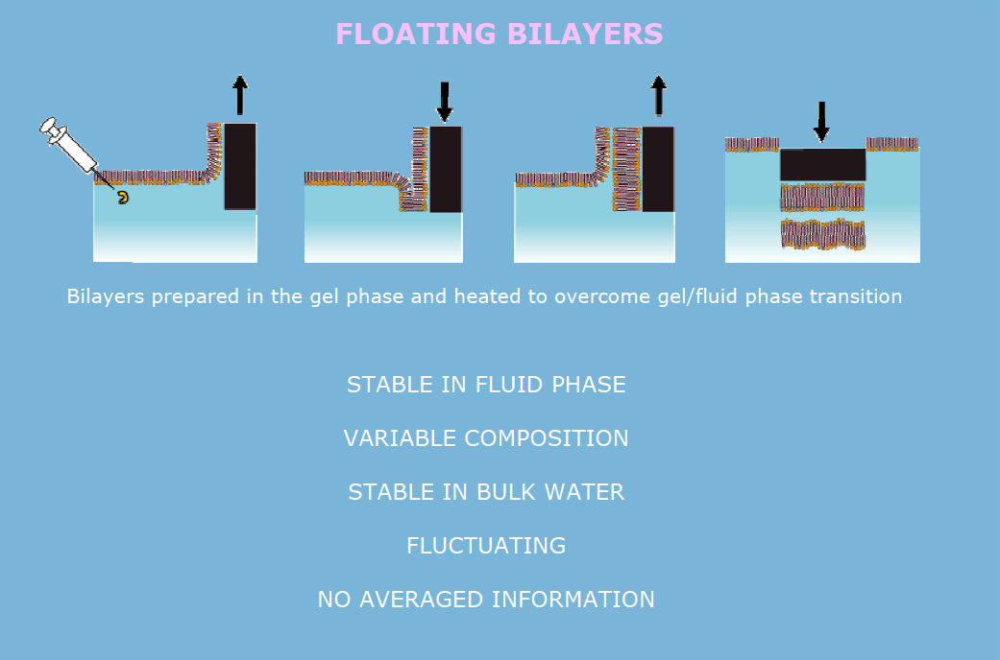 FLOATING BILAYERS
Bilayers prepared in the gel phase and heated to overcome gel/fluid phase transition
STABLE IN FLUID PHASE
VARIABLE COMPOSITION
STABLE IN BULK WATER
FLUCTUATING
NO AVERAGED INFORMATION